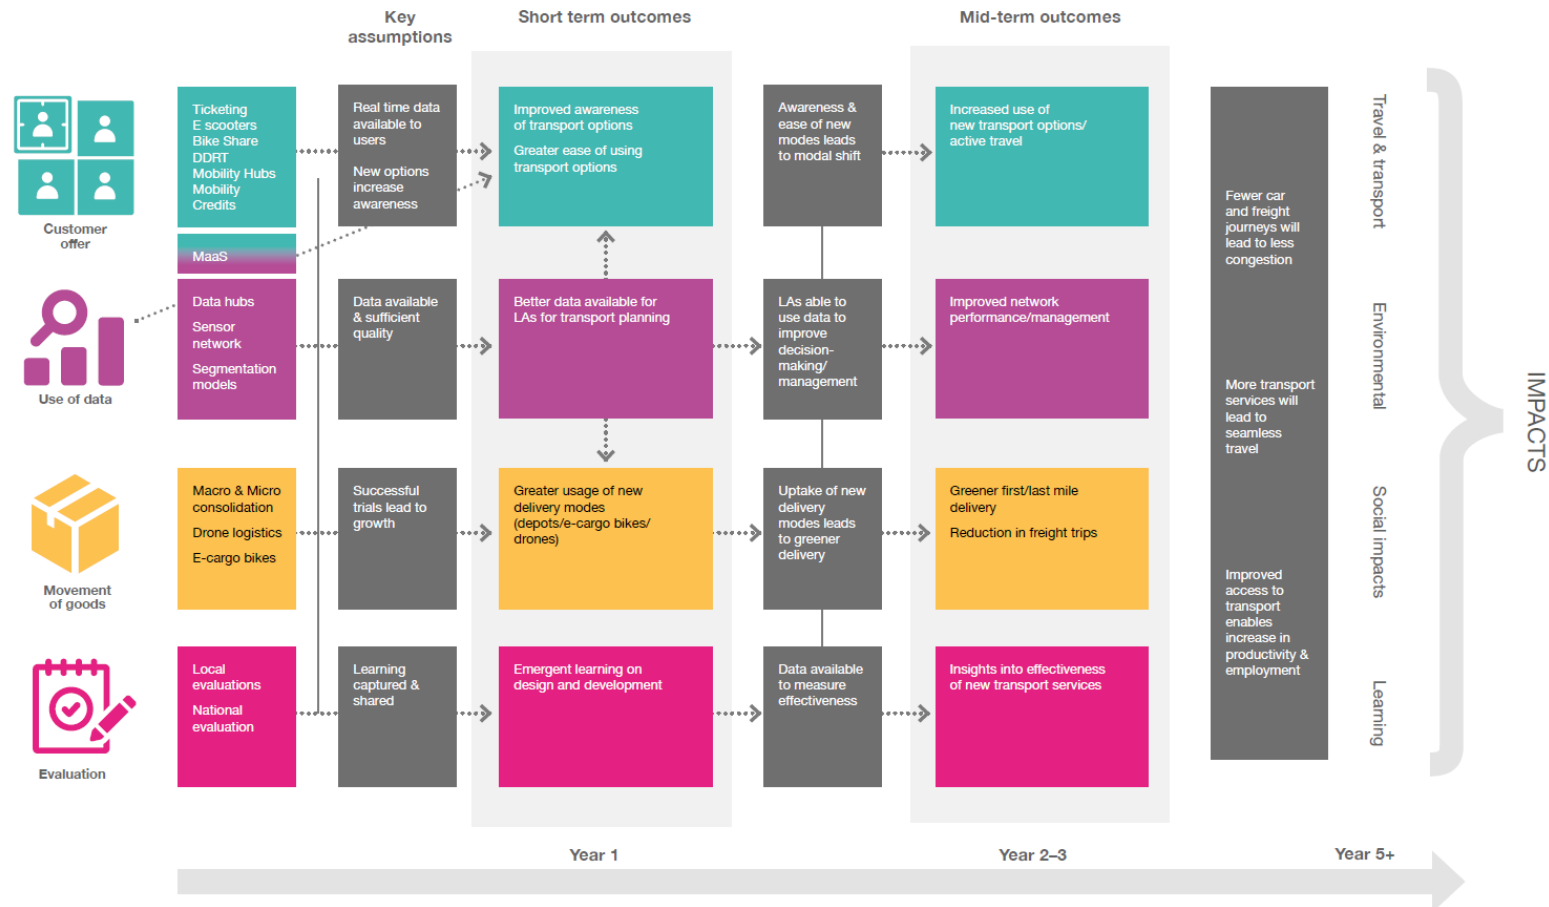 Key
assumptions
Short term outcomes
Mid-term outcomes
Customer
offer
Ticketing
E scooters
Bike Share
DDRT
Mobility Hubs
Mobility
Credits
MaaS
Real time data
available to
users
New options
increase
awareness
Improved awareness
of transport options
Greater ease of using
transport options
Awareness &
ease of new
modes leads
to modal shift
Increased use of
new transport options/
active travel
Use of data
Data hubs
Sensor
network
Segmentation
models
Data available
& sufficient
quality
Better data available for
LAs for transport planning
LAs able to
use data to
improve
decision-
making/
management
Improved network
performance/management
Movement
of goods
Macro & Micro
consolidation
Drone logistics
E-cargo bikes
Successful
trials lead to
growth
Greater usage of new
delivery modes
(depots/e-cargo bikes/
drones)
Uptake of new
delivery
modes leads
to greener
delivery
Greener first/last mile
delivery
Reduction in freight trips
Evaluation
Local
evaluations
National
evaluation
Learning
captured &
shared
Emergent learning on
design and development
Data available
to measure
effectiveness
Insights into effectiveness
of new transport services
Fewer car
and freight
journeys will
lead to less
congestion
More transport
services will
lead to
seamless
travel
Improved
access to
transport
enables
increase in
productivity &
employment
Travel & transport
Environmental
Social impacts
Learning
IMPACTS
Year 1
Year 2–3
Year 5+